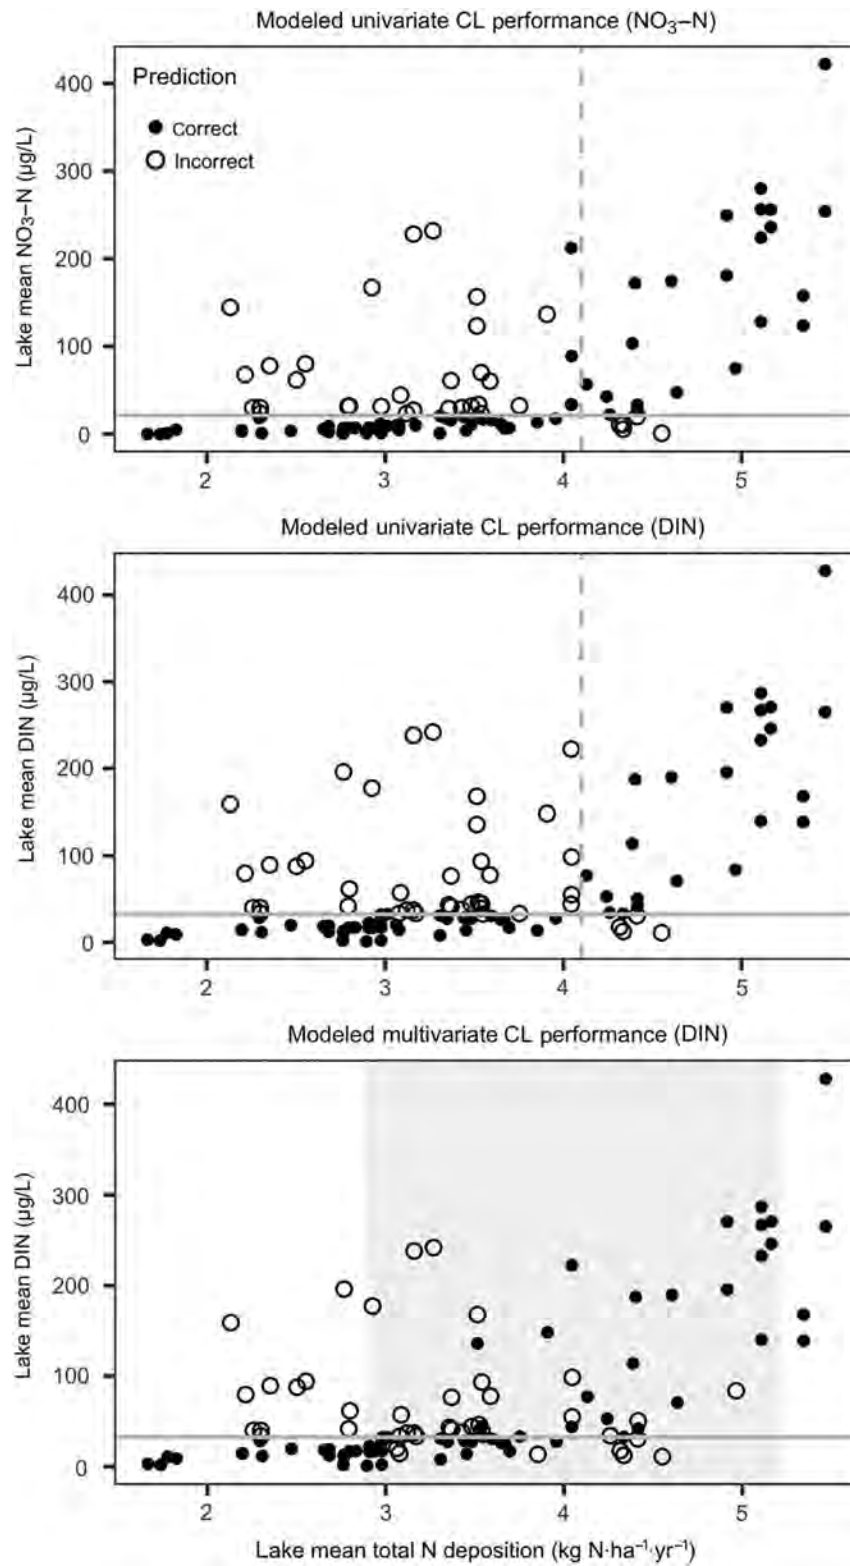 Modeled univariate CL performance (NO₃–N)
Prediction
Correct
Incorrect
Lake mean NO₃–N (µg/L)
400
300
200
100
0
2 3 4 5
Modeled univariate CL performance (DIN)
Lake mean DIN (µg/L)
400
300
200
100
0
2 3 4 5
Modeled multivariate CL performance (DIN)
Lake mean DIN (µg/L)
400
300
200
100
0
2 3 4 5
Lake mean total N deposition (kg N·ha⁻¹·yr⁻¹)